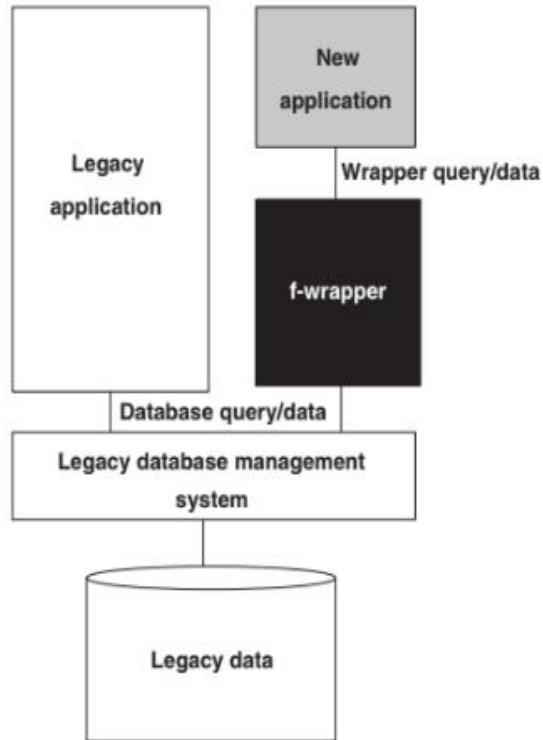 New
application
Legacy
application
Wrapper query/data
f-wrapper
Database query/data
Legacy database management
system
Legacy data